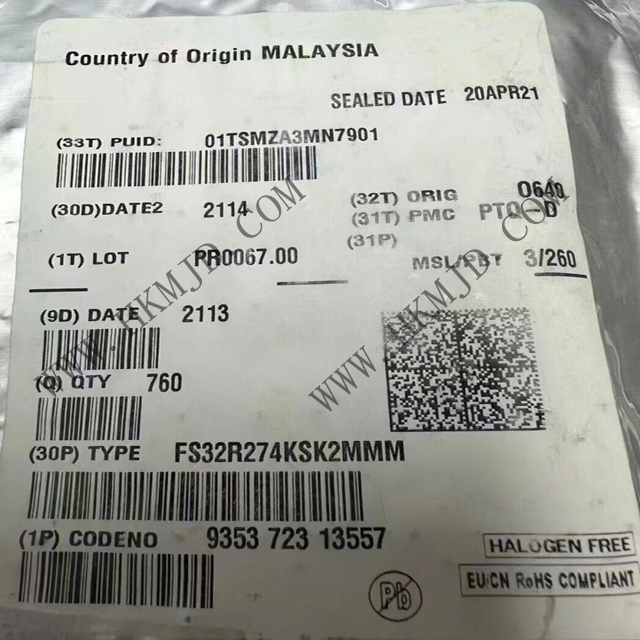 Country of Origin MALAYSIA
SEALED DATE 20APR21
(33T) PUID: 01TSMZA3MN7901
(30D)DATE2 2114
(32T) ORIG 0640
(31T) PMC PTQ-D
(31P)
(1T) LOT PR0067.00
MSL/PBT 3/260
(9D) DATE 2113
(Q) QTY 760
(30P) TYPE FS32R274KSK2MMM
(1P) CODENO 9353 723 13557
HALOGEN FREE
EU/CN RoHS COMPLIANT
Pb
WWW.HKMJD.COM
WWW.HKMJD.COM